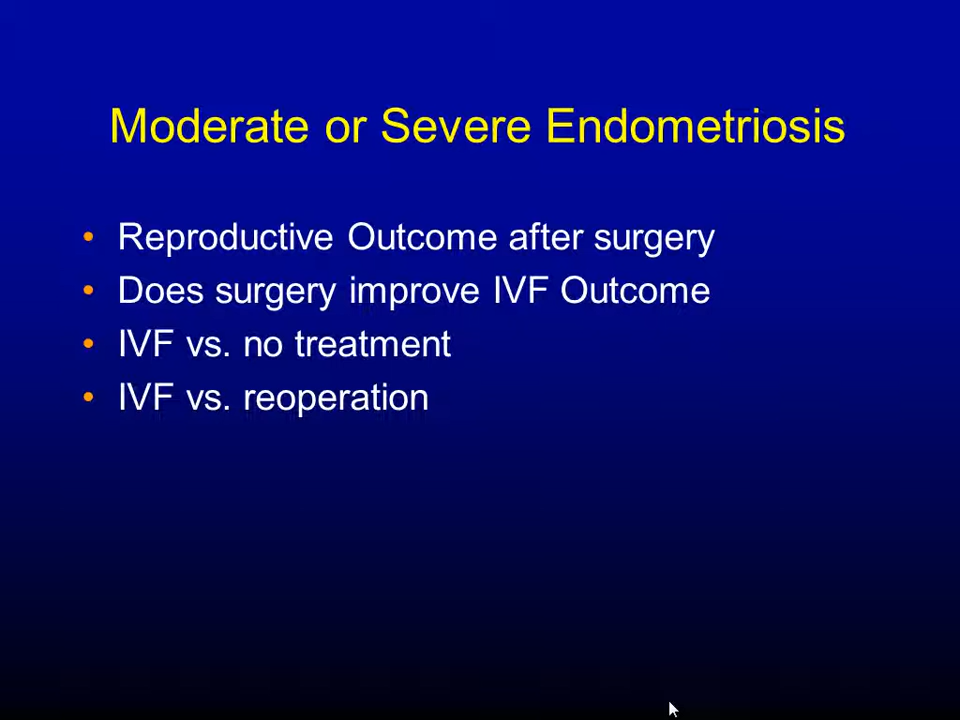 Moderate or Severe Endometriosis
• Reproductive Outcome after surgery
• Does surgery improve IVF Outcome
• IVF vs. no treatment
• IVF vs. reoperation